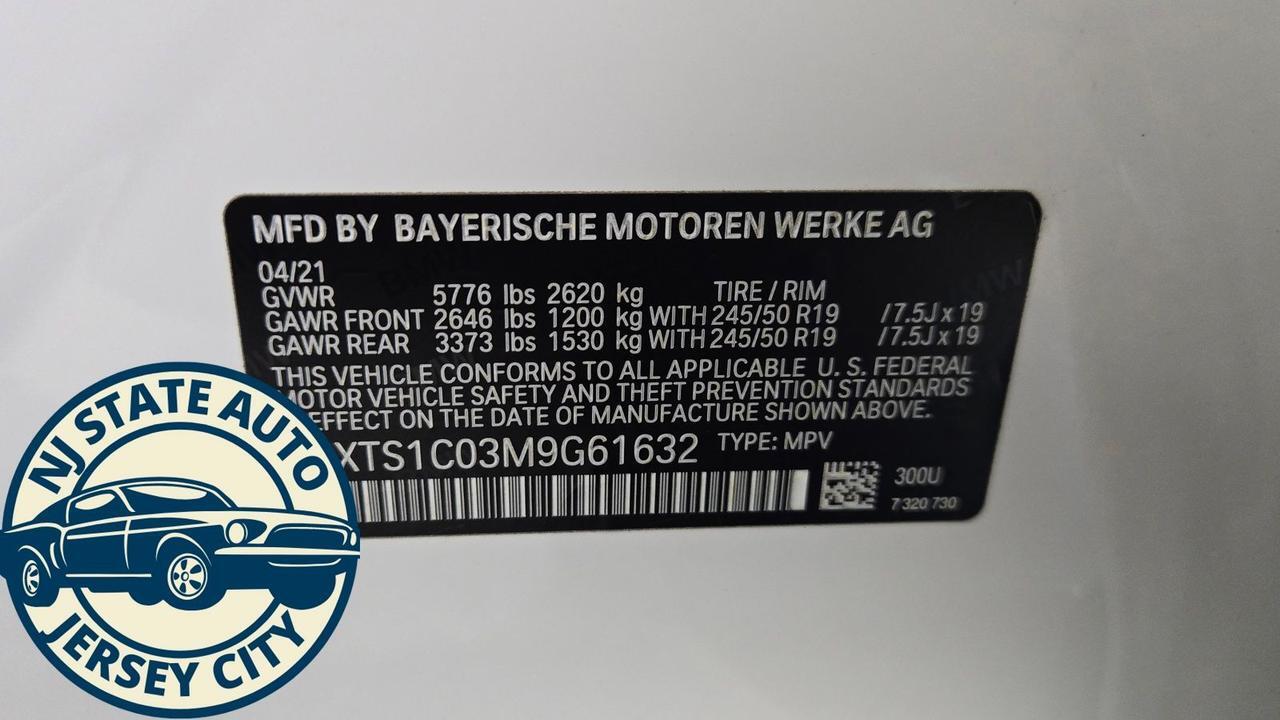 MFD BY BAYERISCHE MOTOREN WERKE AG
04/21
GVWR 5776 lbs 2620 kg TIRE / RIM
GAWR FRONT 2646 lbs 1200 kg WITH 245/50 R19 /7.5J x 19
GAWR REAR 3373 lbs 1530 kg WITH 245/50 R19 /7.5J x 19
THIS VEHICLE CONFORMS TO ALL APPLICABLE U. S. FEDERAL
MOTOR VEHICLE SAFETY AND THEFT PREVENTION STANDARDS
EFFECT ON THE DATE OF MANUFACTURE SHOWN ABOVE.
XTS1C03M9G61632 TYPE: MPV
300U
7 320 730
NJ STATE AUTO
JERSEY CITY